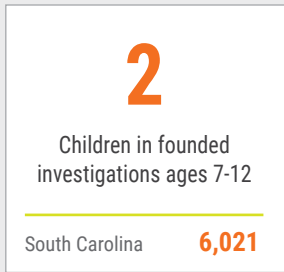 2
Children in founded
investigations ages 7-12
South Carolina 6,021